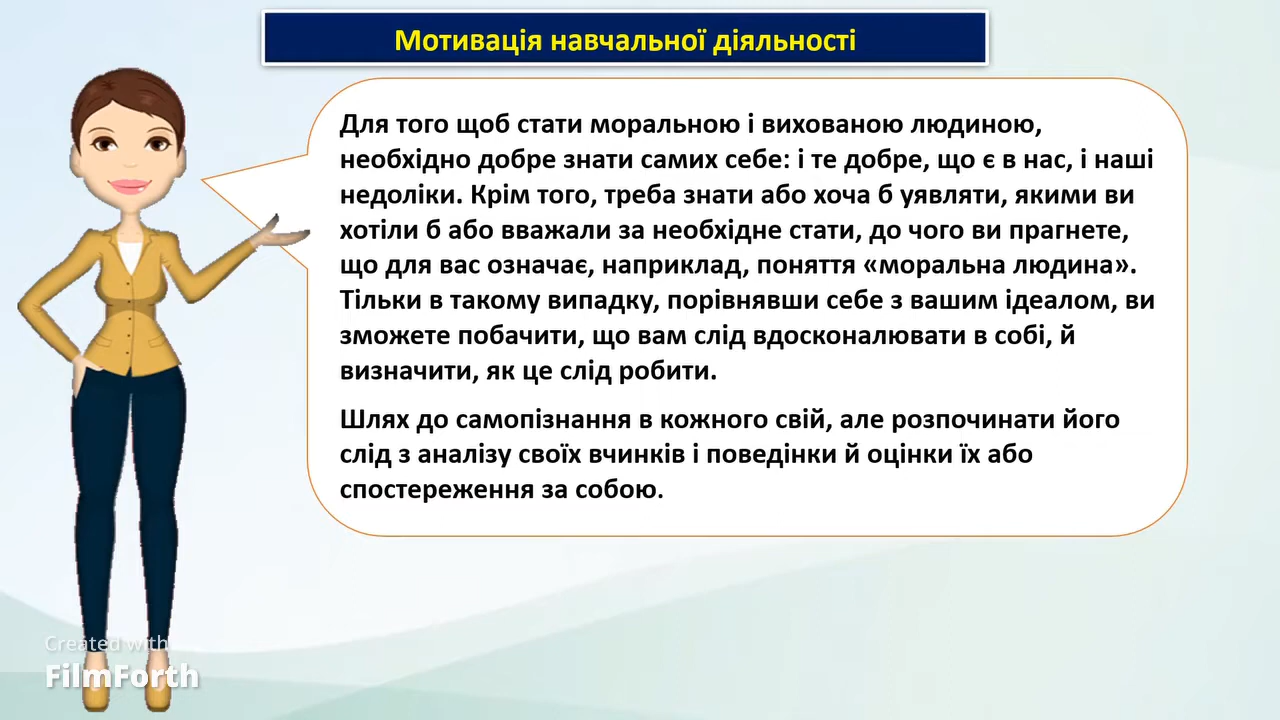 Мотивація навчальної діяльності
Для того щоб стати моральною і вихованою людиною,
необхідно добре знати самих себе: і те добре, що є в нас, і наші
недоліки. Крім того, треба знати або хоча б уявляти, якими ви
хотіли б або вважали за необхідне стати, до чого ви прагнете,
що для вас означає, наприклад, поняття «моральна людина».
Тільки в такому випадку, порівнявши себе з вашим ідеалом, ви
зможете побачити, що вам слід вдосконалювати в собі, й
визначити, як це слід робити.
Шлях до самопізнання в кожного свій, але розпочинати його
слід з аналізу своїх вчинків і поведінки й оцінки їх або
спостереження за собою.
Created with
FilmForth